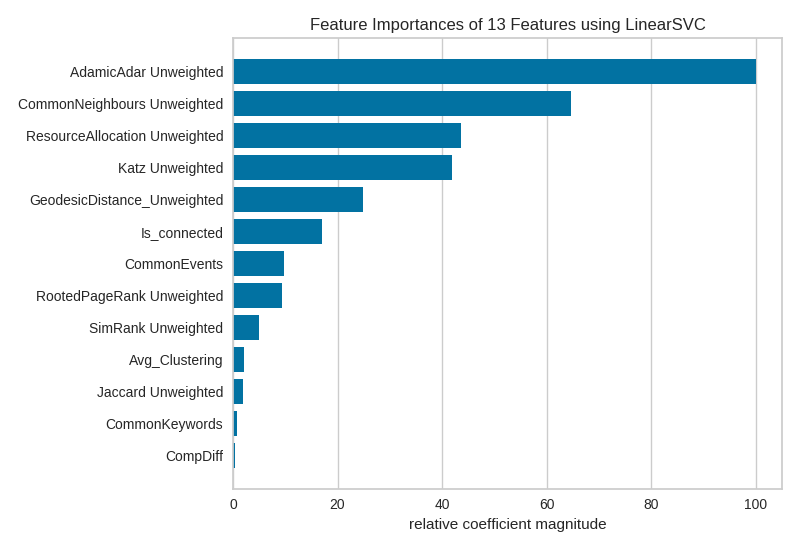 Feature Importances of 13 Features using LinearSVC
AdamicAdar Unweighted
CommonNeighbours Unweighted
ResourceAllocation Unweighted
Katz Unweighted
GeodesicDistance_Unweighted
Is_connected
CommonEvents
RootedPageRank Unweighted
SimRank Unweighted
Avg_Clustering
Jaccard Unweighted
CommonKeywords
CompDiff
0 20 40 60 80 100
relative coefficient magnitude